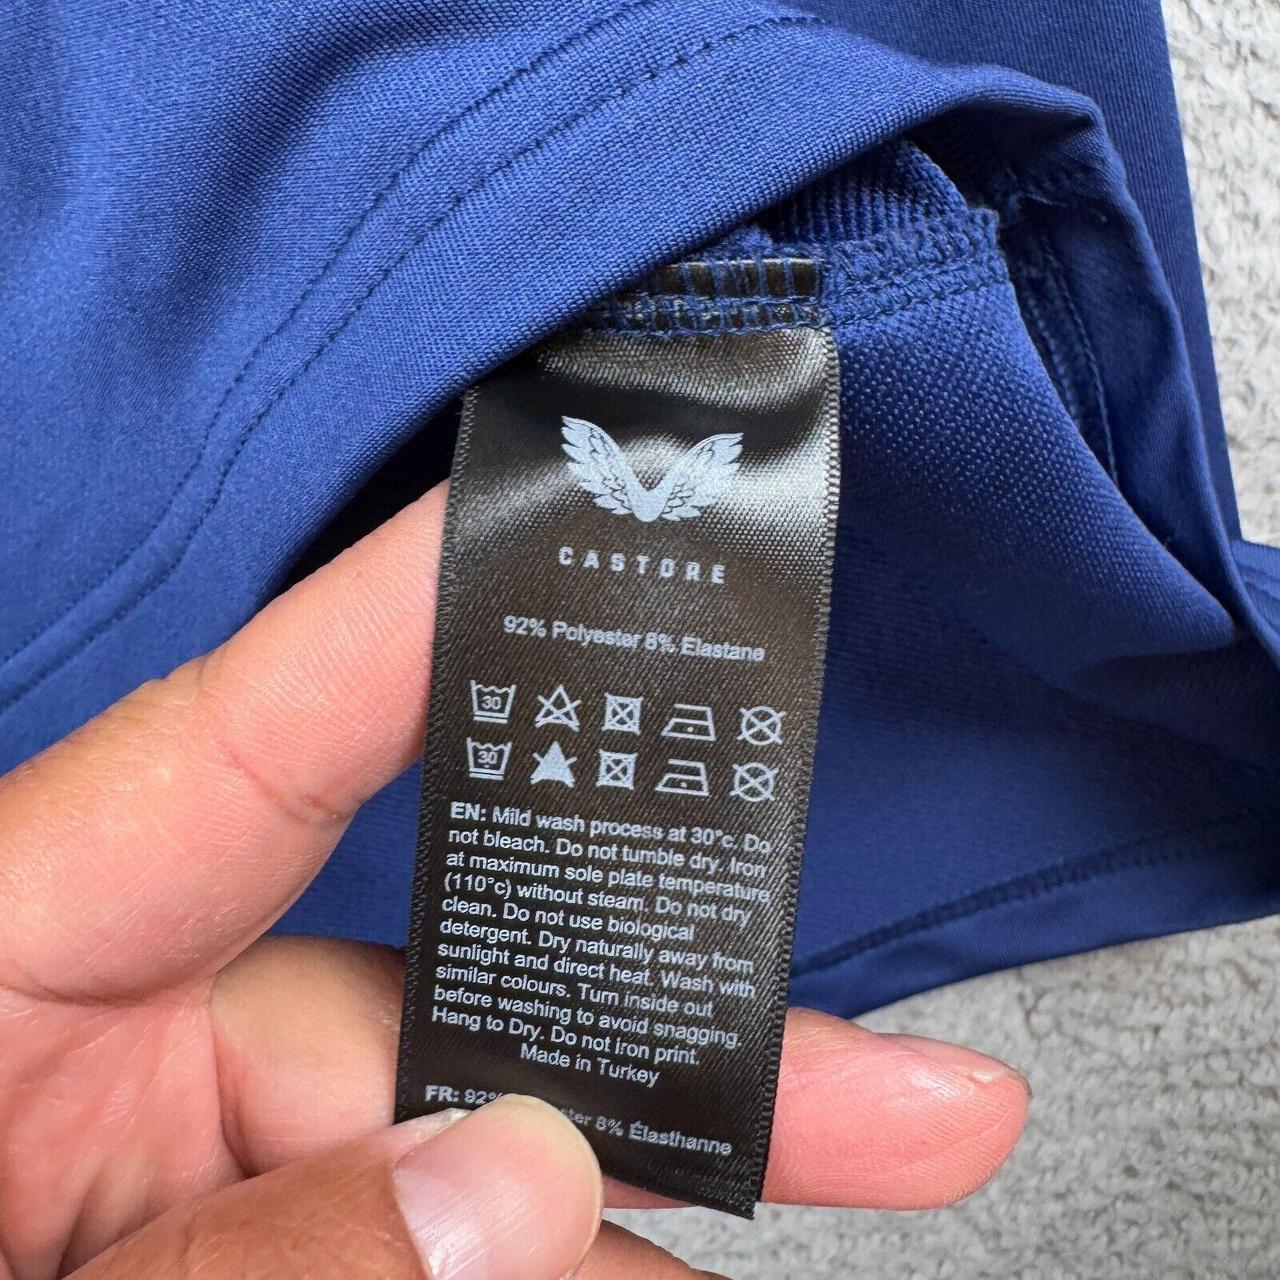 CASTORE
92% Polyester 8% Elastane
30
30
EN: Mild wash process at 30°c. Do
not bleach. Do not tumble dry. Iron
at maximum sole plate temperature
(110°c) without steam. Do not dry
clean. Do not use biological
detergent. Dry naturally away from
sunlight and direct heat. Wash with
similar colours. Turn inside out
before washing to avoid snagging.
Hang to Dry. Do not iron print.
Made in Turkey
FR: 92% 8% Élasthanne